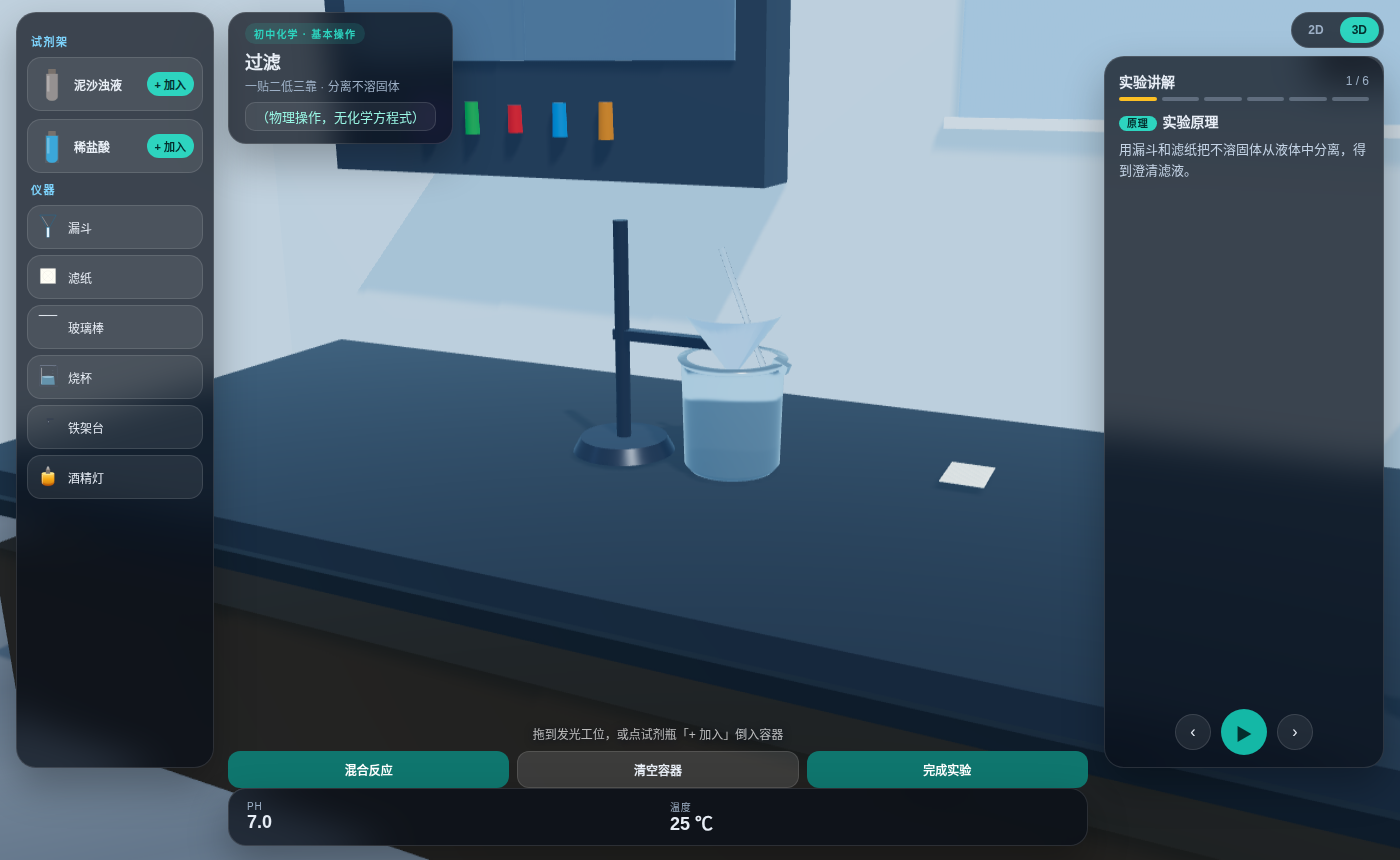 试剂架
泥沙浊液
+ 加入
稀盐酸
+ 加入
仪器
漏斗
滤纸
玻璃棒
烧杯
铁架台
酒精灯
初中化学 · 基本操作
过滤
一贴二低三靠 · 分离不溶固体
（物理操作，无化学方程式）
2D
3D
实验讲解
1 / 6
原理 实验原理
用漏斗和滤纸把不溶固体从液体中分离，得
到澄清滤液。
拖到发光工位，或点试剂瓶「+ 加入」倒入容器
混合反应
清空容器
完成实验
PH
7.0
温度
25 ℃